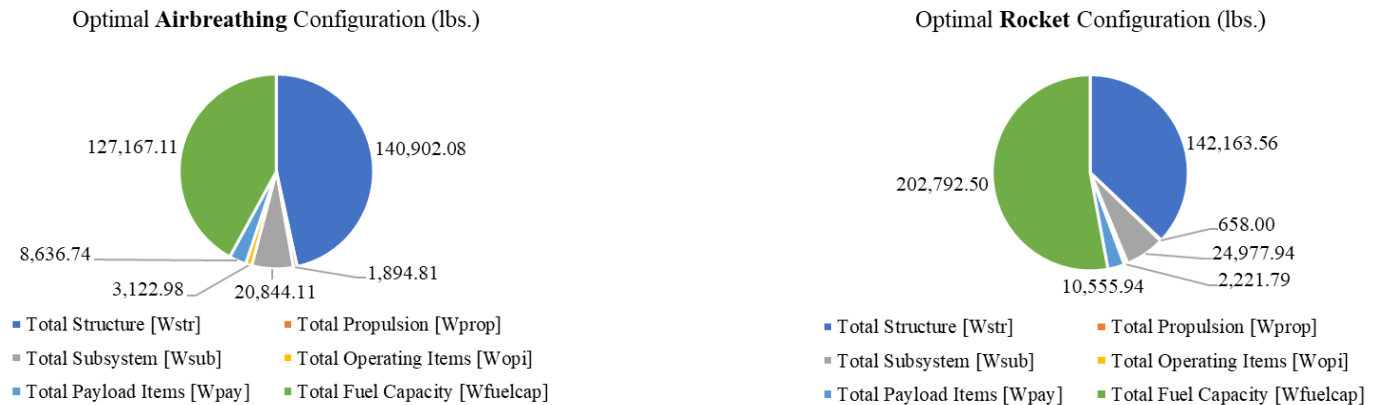 Optimal Airbreathing Configuration (lbs.)
127,167.11
140,902.08
8,636.74
3,122.98
20,844.11
1,894.81
Total Structure [Wstr]
Total Propulsion [Wprop]
Total Subsystem [Wsub]
Total Operating Items [Wopi]
Total Payload Items [Wpay]
Total Fuel Capacity [Wfuelcap]
Optimal Rocket Configuration (lbs.)
142,163.56
202,792.50
658.00
24,977.94
2,221.79
10,555.94
Total Structure [Wstr]
Total Propulsion [Wprop]
Total Subsystem [Wsub]
Total Operating Items [Wopi]
Total Payload Items [Wpay]
Total Fuel Capacity [Wfuelcap]